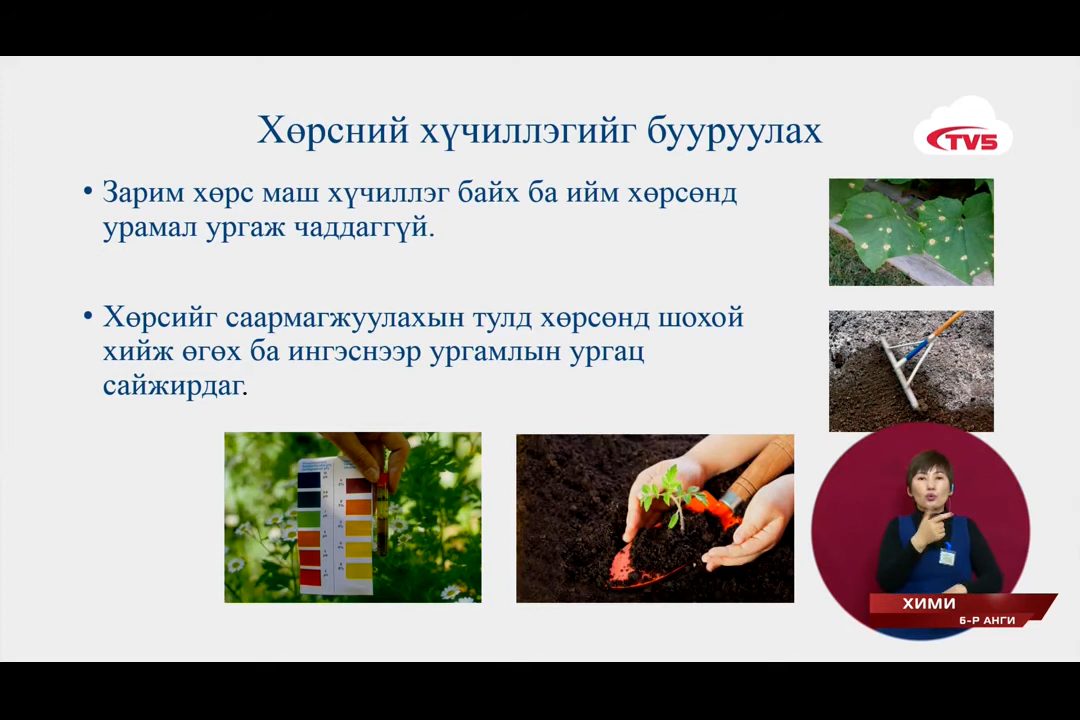 Хөрсний хүчиллэгийг бууруулах
TV5
• Зарим хөрс маш хүчиллэг байх ба ийм хөрсөнд
урамал ургаж чаддаггүй.
• Хөрсийг саармагжуулахын тулд хөрсөнд шохой
хийж өгөх ба ингэснээр ургамлын ургац
сайжирдаг.
ХИМИ
6-Р АНГИ